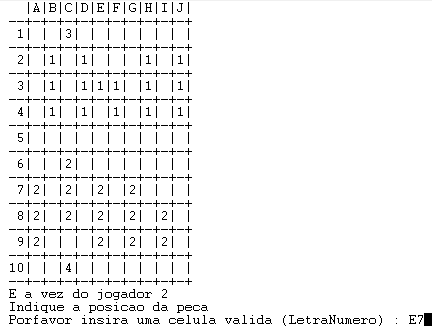 |A|B|C|D|E|F|G|H|I|J|
--+-+-+-+-+-+-+-+-+-+-+
 1| | |3| | | | | | | |
--+-+-+-+-+-+-+-+-+-+-+
 2| |1| |1| | | |1| |1|
--+-+-+-+-+-+-+-+-+-+-+
 3| |1| |1|1|1| |1| |1|
--+-+-+-+-+-+-+-+-+-+-+
 4| |1| |1| | | |1| |1|
--+-+-+-+-+-+-+-+-+-+-+
 5| | | | | | | | | | |
--+-+-+-+-+-+-+-+-+-+-+
 6| | |2| | | | | | | |
--+-+-+-+-+-+-+-+-+-+-+
 7|2| |2| |2| |2| | | |
--+-+-+-+-+-+-+-+-+-+-+
 8|2| |2| |2| |2| |2| |
--+-+-+-+-+-+-+-+-+-+-+
 9|2| | | |2| |2| |2| |
--+-+-+-+-+-+-+-+-+-+-+
10| | |4| | | | | | | |
--+-+-+-+-+-+-+-+-+-+-+
E a vez do jogador 2
Indique a posicao da peca
Porfavor insira uma celula valida (LetraNumero) : E7